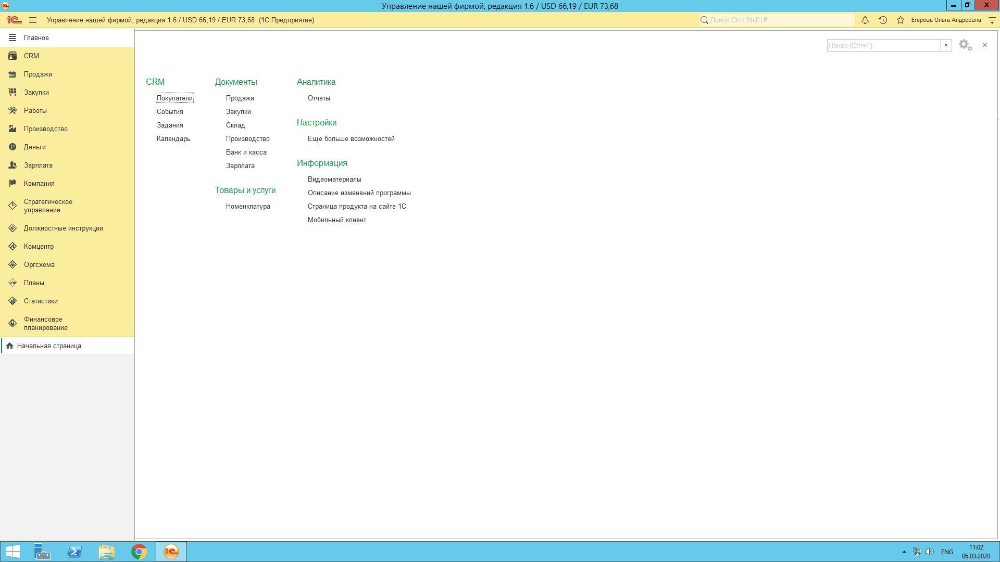 Управление нашей фирмой, редакция 1.6 / USD 66,19 / EUR 73,68
1С Управление нашей фирмой, редакция 1.6 / USD 66,19 / EUR 73,68 (1С:Предприятие)
Поиск Ctrl+Shift+F
Егорова Ольга Андреевна
Главное
CRM
Продажи
Закупки
Работы
Производство
Деньги
Зарплата
Компания
Стратегическое
управление
Должностные инструкции
Комцентр
Оргсхема
Планы
Статистики
Финансовое
планирование
Начальная страница
Поиск (Ctrl+F)
CRM
Покупатели
События
Задания
Календарь
Документы
Продажи
Закупки
Склад
Производство
Банк и касса
Зарплата
Товары и услуги
Номенклатура
Аналитика
Отчеты
Настройки
Еще больше возможностей
Информация
Видеоматериалы
Описание изменений программы
Страница продукта на сайте 1С
Мобильный клиент
1С
ENG
11:02
06.03.2020